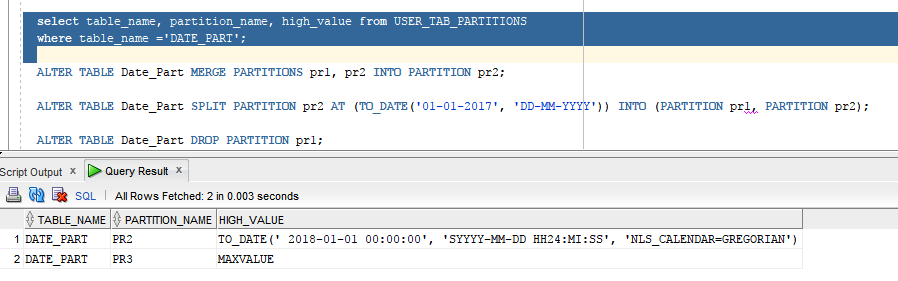 select table_name, partition_name, high_value from USER_TAB_PARTITIONS
where table_name ='DATE_PART';
ALTER TABLE Date_Part MERGE PARTITIONS pr1, pr2 INTO PARTITION pr2;
ALTER TABLE Date_Part SPLIT PARTITION pr2 AT (TO_DATE('01-01-2017', 'DD-MM-YYYY')) INTO (PARTITION pr1, PARTITION pr2);
ALTER TABLE Date_Part DROP PARTITION pr1;
Script Output x Query Result x
SQL | All Rows Fetched: 2 in 0.003 seconds
TABLE_NAME PARTITION_NAME HIGH_VALUE
1 DATE_PART PR2 TO_DATE(' 2018-01-01 00:00:00', 'SYYYY-MM-DD HH24:MI:SS', 'NLS_CALENDAR=GREGORIAN')
2 DATE_PART PR3 MAXVALUE